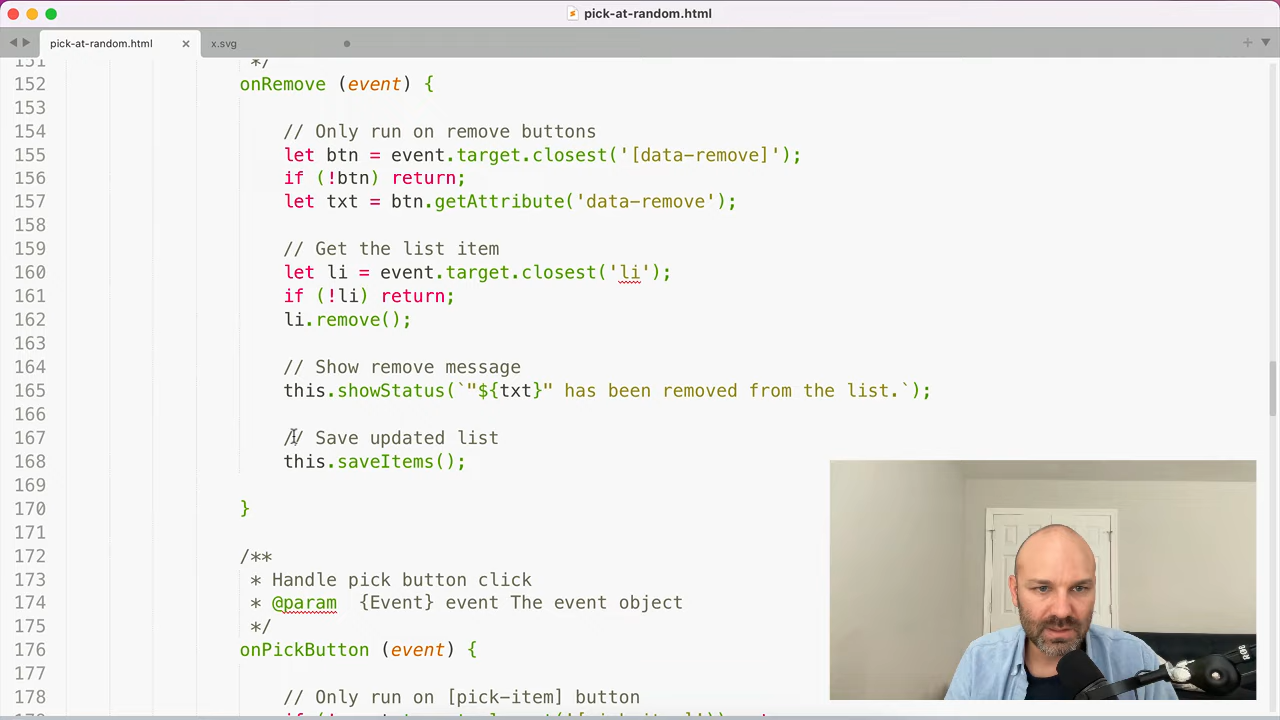 pick-at-random.html
pick-at-random.html
x.svg
151 */
152 onRemove (event) {
153
154 // Only run on remove buttons
155 let btn = event.target.closest('[data-remove]');
156 if (!btn) return;
157 let txt = btn.getAttribute('data-remove');
158
159 // Get the list item
160 let li = event.target.closest('li');
161 if (!li) return;
162 li.remove();
163
164 // Show remove message
165 this.showStatus(`"${txt}" has been removed from the list.`);
166
167 // Save updated list
168 this.saveItems();
169
170 }
171
172 /**
173 * Handle pick button click
174 * @param {Event} event The event object
175 */
176 onPickButton (event) {
177
178 // Only run on [pick-item] button
RODE